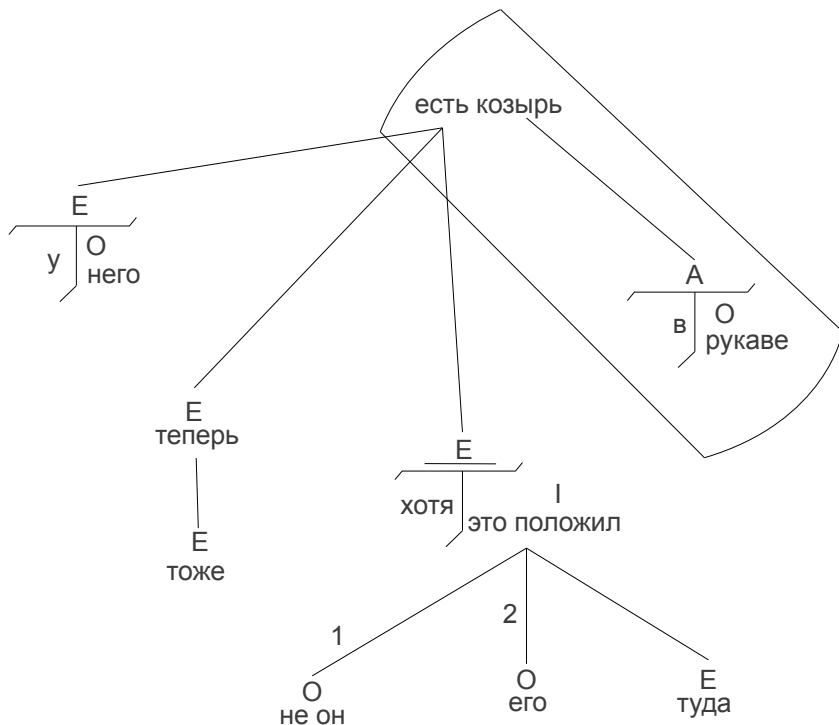 есть козырь
E
у
O
него
A
в
O
рукаве
E
теперь
E
хотя
I
это положил
E
тоже
1
2
O
не он
O
его
E
туда